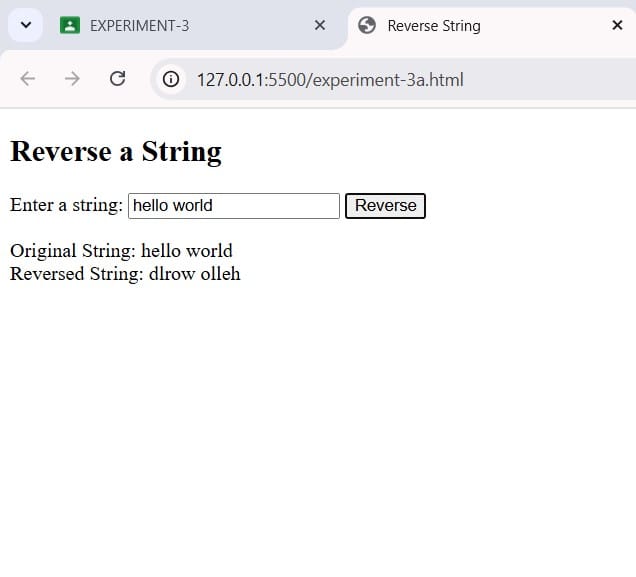 EXPERIMENT-3
Reverse String
127.0.0.1:5500/experiment-3a.html
Reverse a String
Enter a string: hello world Reverse
Original String: hello world
Reversed String: dlrow olleh